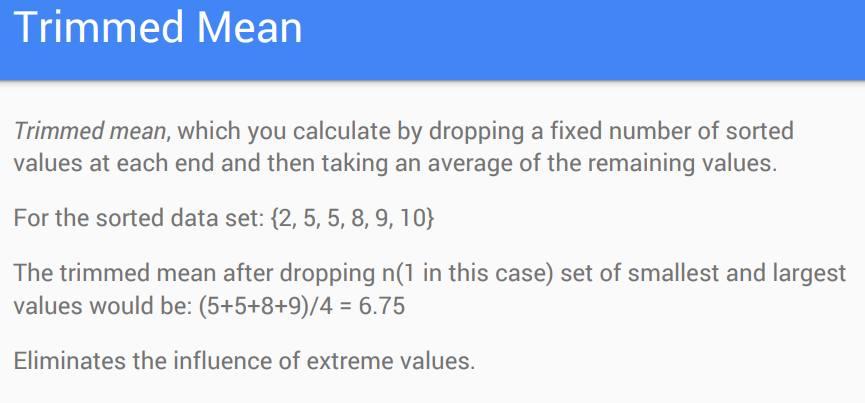 Trimmed Mean
Trimmed mean, which you calculate by dropping a fixed number of sorted
values at each end and then taking an average of the remaining values.
For the sorted data set: {2, 5, 5, 8, 9, 10}
The trimmed mean after dropping n(1 in this case) set of smallest and largest
values would be: (5+5+8+9)/4 = 6.75
Eliminates the influence of extreme values.